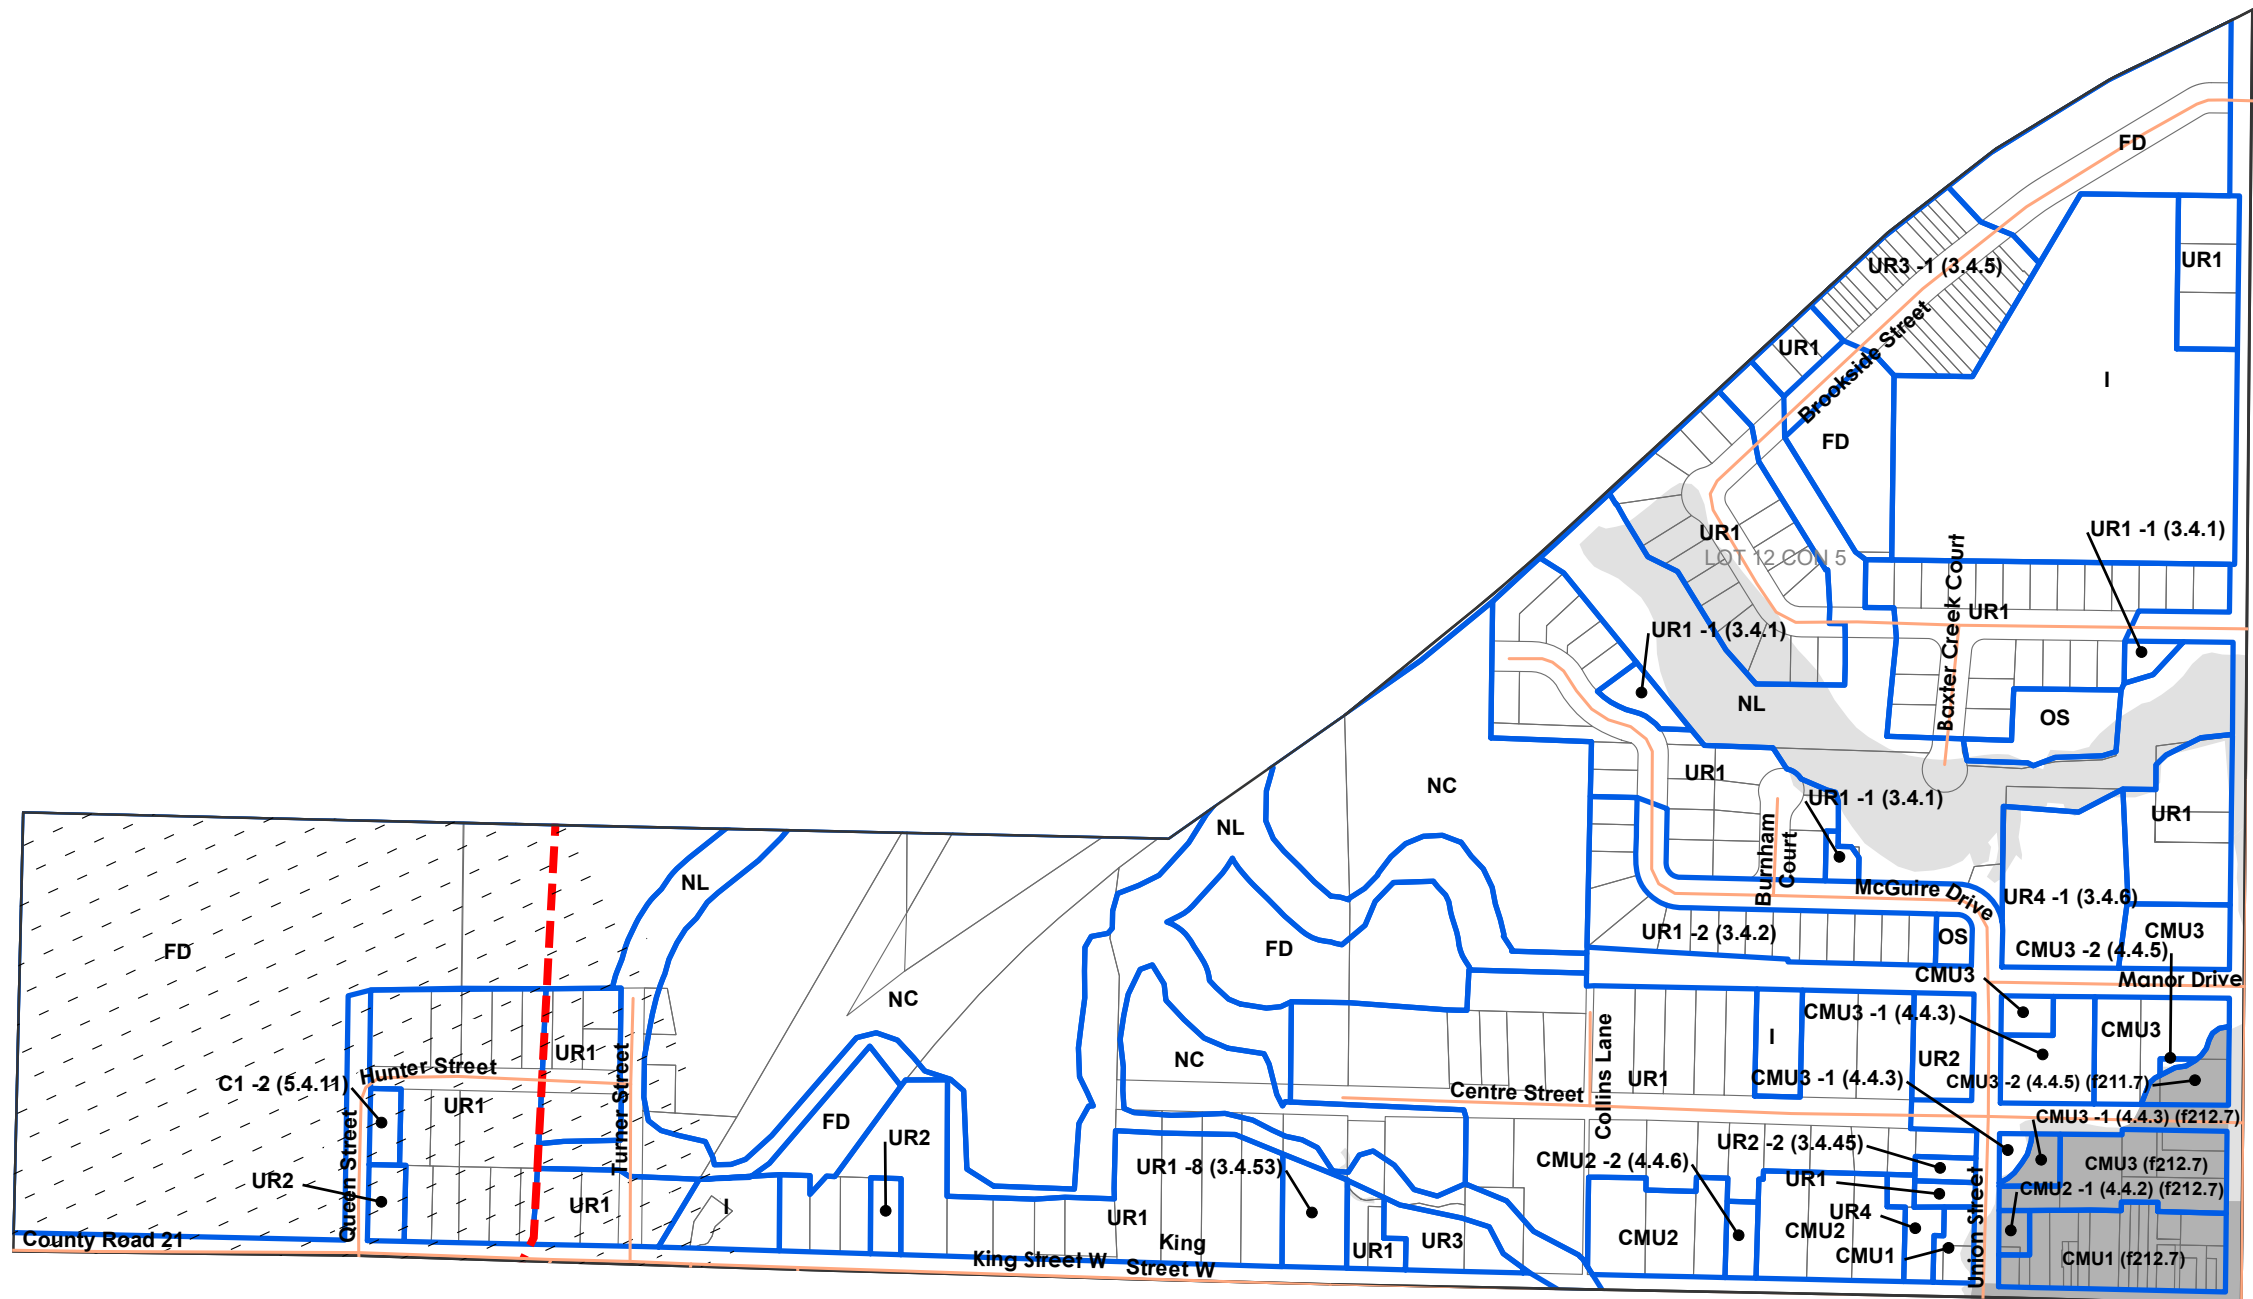 FD
UR3 -1 (3.4.5)
UR1
UR1
Brookside Street
I
FD
UR1 -1 (3.4.1)
UR1
LOT 12 CON 5
Baxter Creek Court
UR1
UR1 -1 (3.4.1)
NL
OS
UR1
NC
UR1 -1 (3.4.1)
UR1
NL
Burnham
Court
NL
McGuire Drive
UR4 -1 (3.4.6)
UR1 -2 (3.4.2)
OS
CMU3
FD
FD
CMU3 -2 (4.4.5)
CMU3
Manor Drive
NC
CMU3 -1 (4.4.3)
CMU3
I
UR1
NC
UR2
Hunter Street
C1 -2 (5.4.11)
UR1
Turner Street
Centre Street
Collins Lane
UR1
CMU3 -1 (4.4.3)
CMU3 -2 (4.4.5) (f211.7)
CMU3 -1 (4.4.3) (f212.7)
FD
UR2
UR2 -2 (3.4.45)
CMU2 -2 (4.4.6)
UR1 -8 (3.4.53)
CMU3 (f212.7)
UR2
Queen Street
UR1
CMU2 -1 (4.4.2) (f212.7)
UR1
I
UR1
UR4
CMU2
CMU2
Union Street
County Road 21
King
UR1
UR3
CMU1
CMU1 (f212.7)
King Street W
Street W